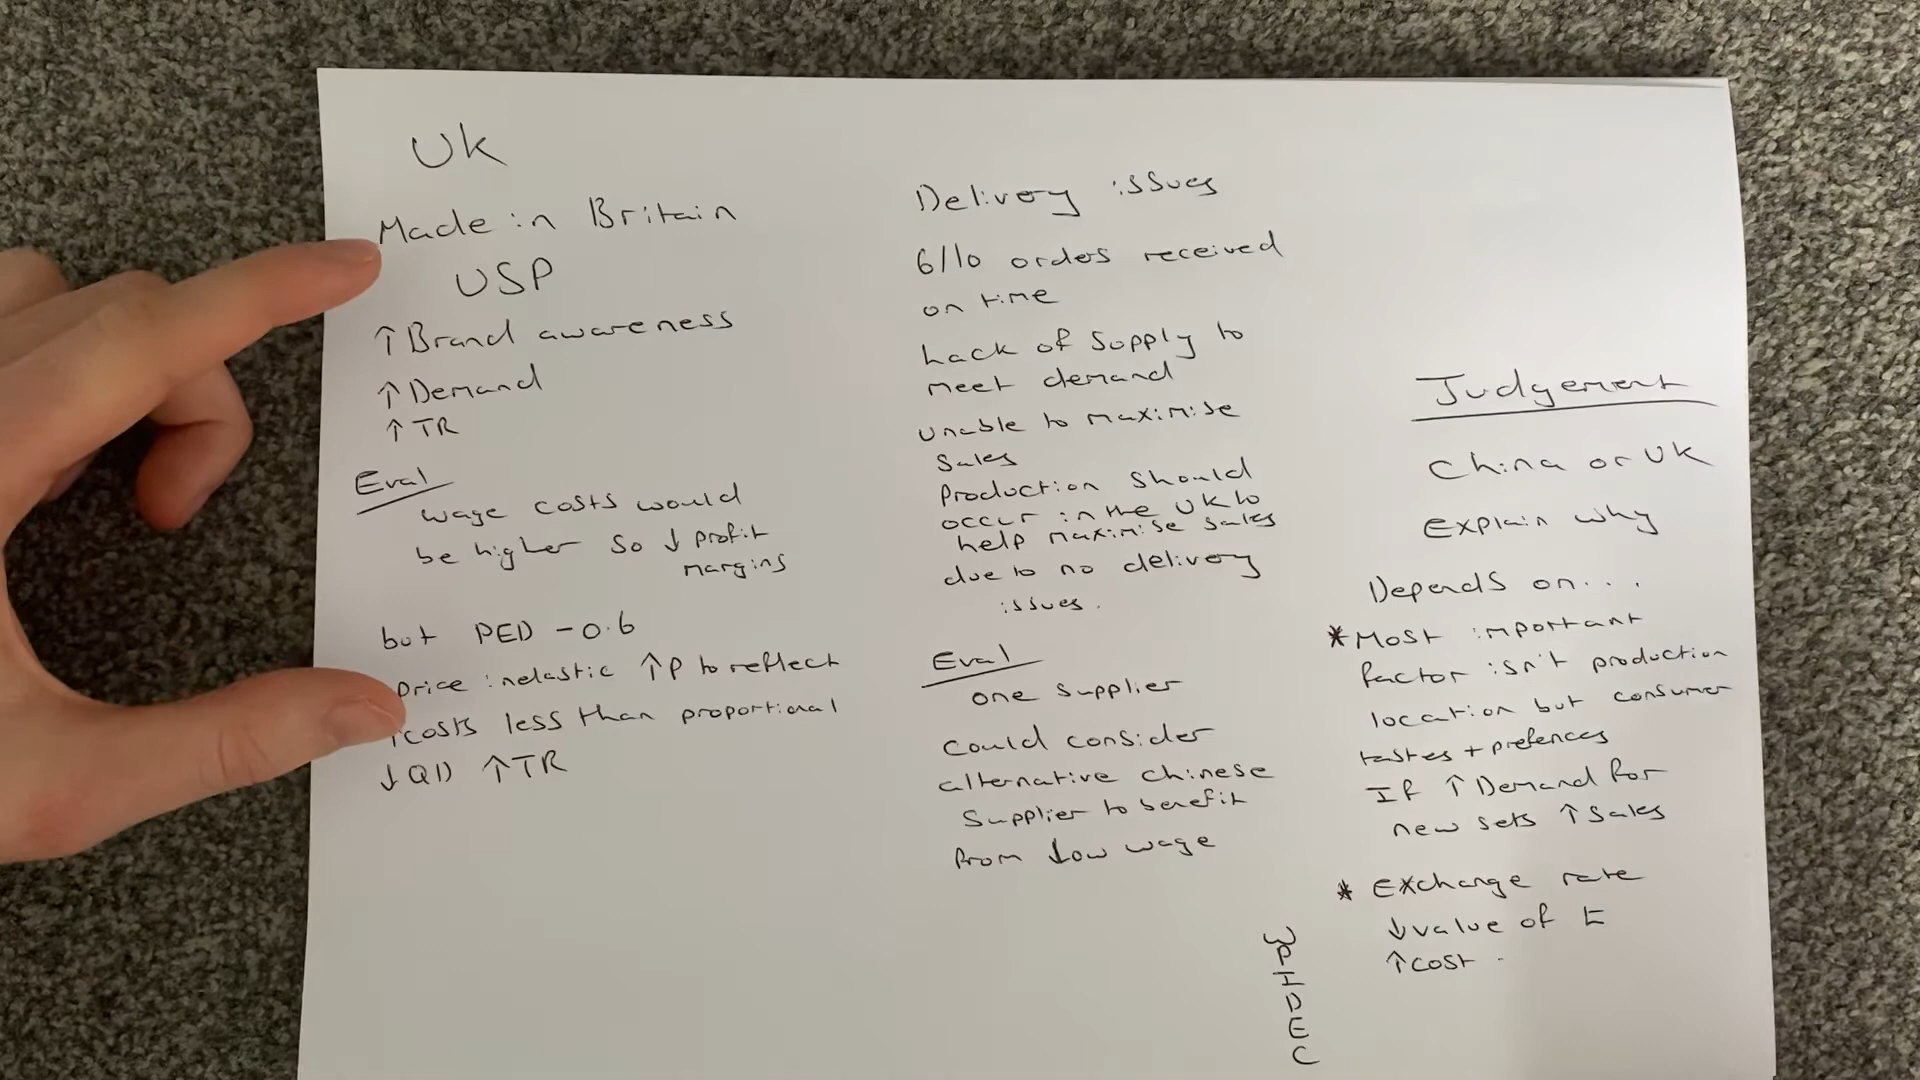 UK
Made in Britain
USP
↑ Brand awareness
↑ Demand
↑ TR
Eval
wage costs would
be higher so ↓ profit
margins
but PED -0.6
price inelastic ↑P to reflect
↑costs less than proportional
↓ QD ↑TR
Delivery issues
6/10 orders received
on time
Lack of supply to
meet demand
unable to maximise
sales
Production should
occur in the UK to
help maximise sales
due to no delivery
issues.
Eval
one supplier
Could consider
alternative Chinese
supplier to benefit
from ↓ow wage
Judgement
China or UK
Explain why
Depends on...
* Most important
factor isn't production
location but consumer
tastes + prefences
If ↑ Demand for
new sets ↑ sales
* Exchange rate
↓ value of £
↑ cost .